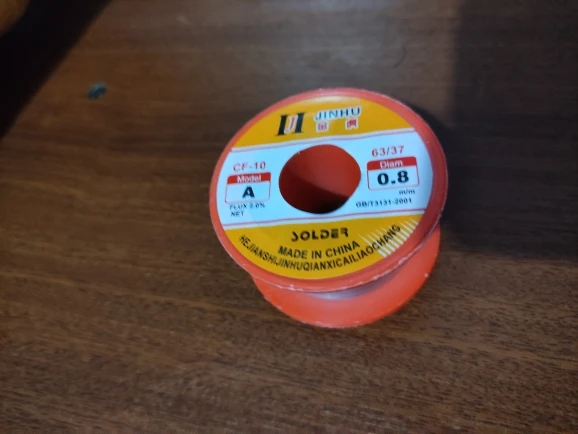 JINHU
CF-10
63/37
Model
A
Diam
0.8
m/m
FLUX 2.0%
NET
GB/T3131-2001
SOLDER
MADE IN CHINA
HEJIANSHIJINHUQIANXICAILIAOCHANG